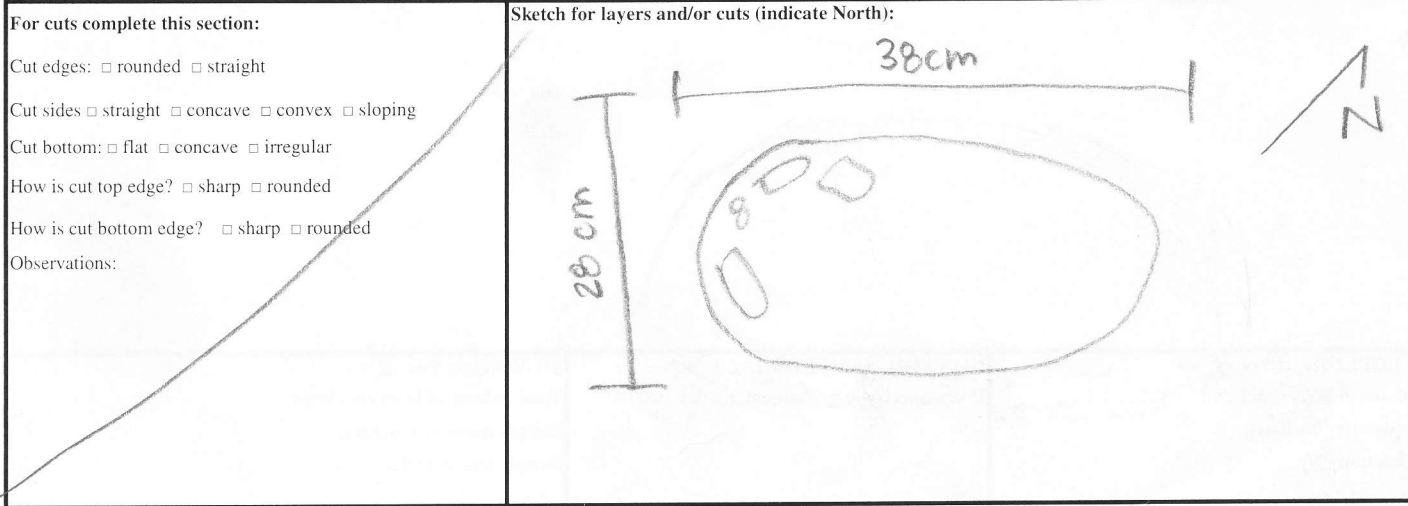 For cuts complete this section:
Cut edges: □ rounded □ straight
Cut sides □ straight □ concave □ convex □ sloping
Cut bottom: □ flat □ concave □ irregular
How is cut top edge? □ sharp □ rounded
How is cut bottom edge? □ sharp □ rounded
Observations:
Sketch for layers and/or cuts (indicate North):
38cm
N
28 cm
8